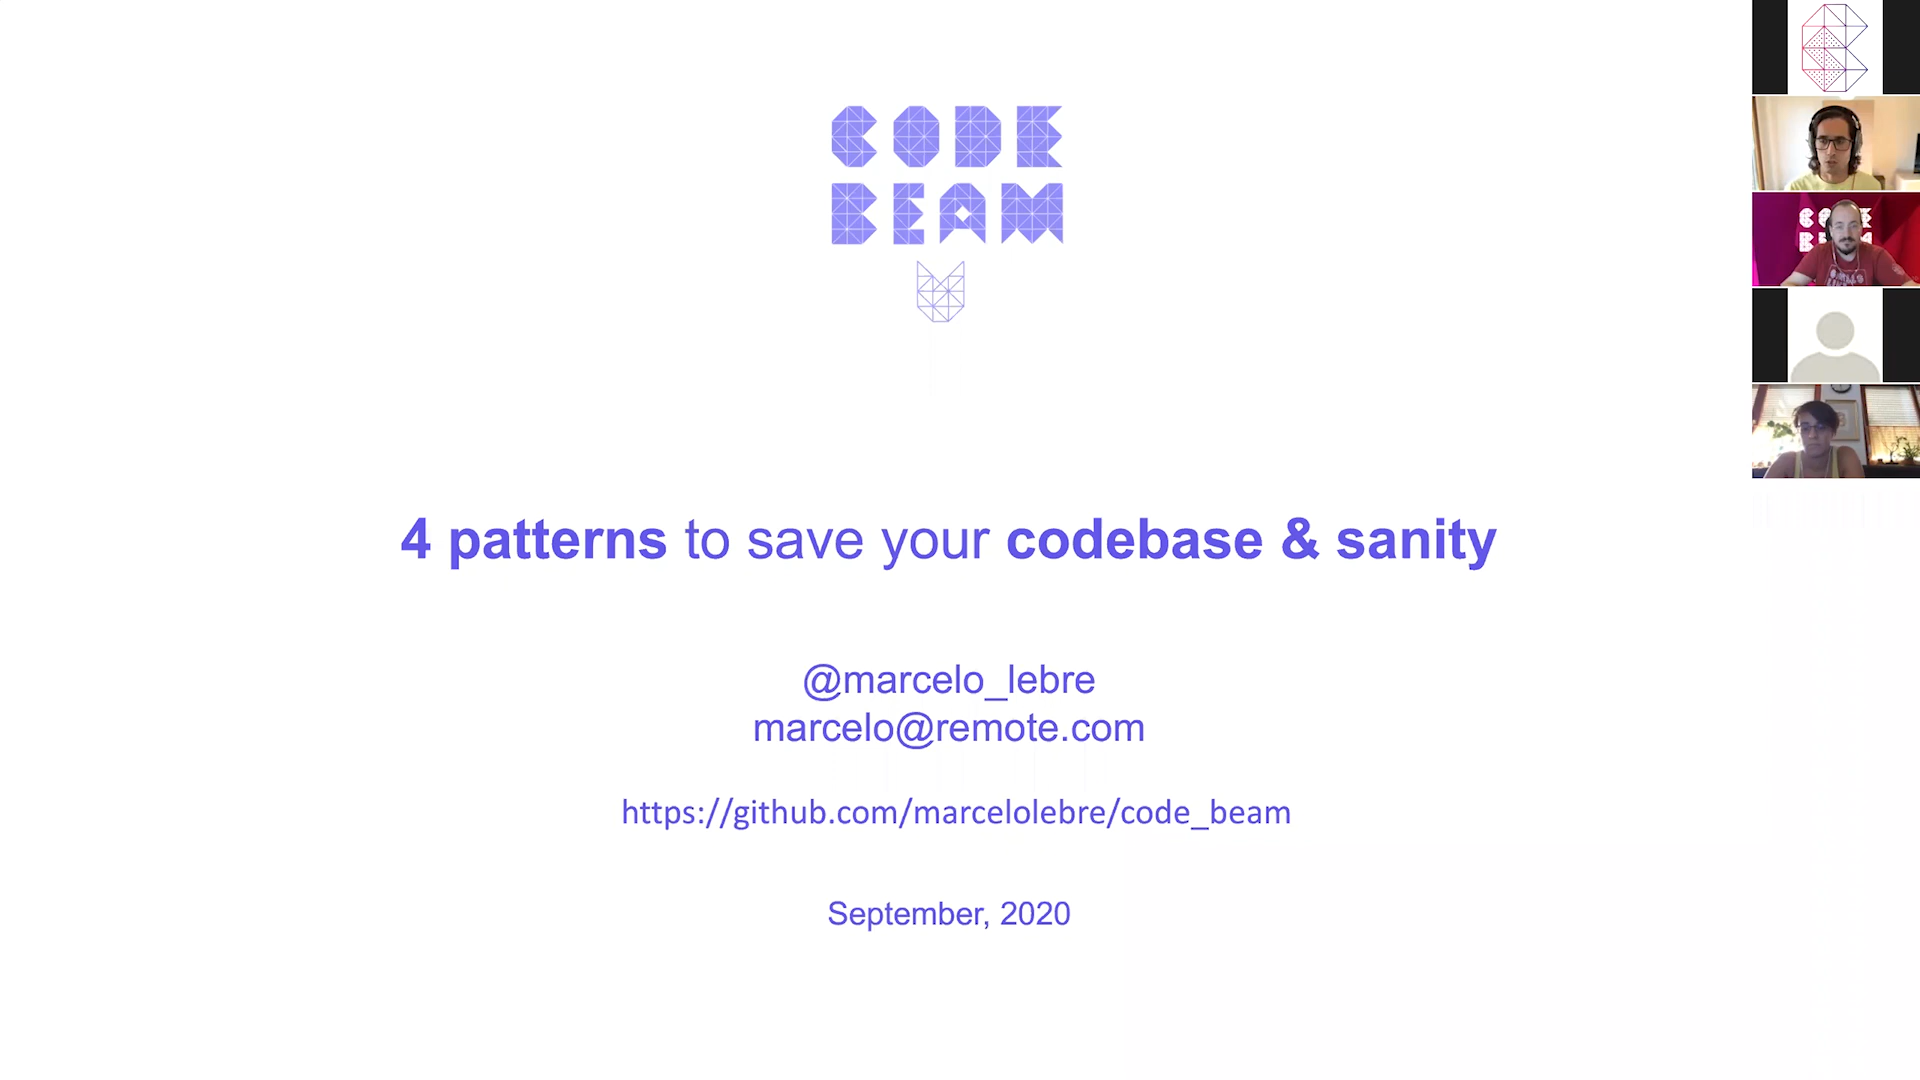 CODE
BEAM
4 patterns to save your codebase & sanity
@marcelo_lebre
marcelo@remote.com
https://github.com/marcelolebre/code_beam
September, 2020